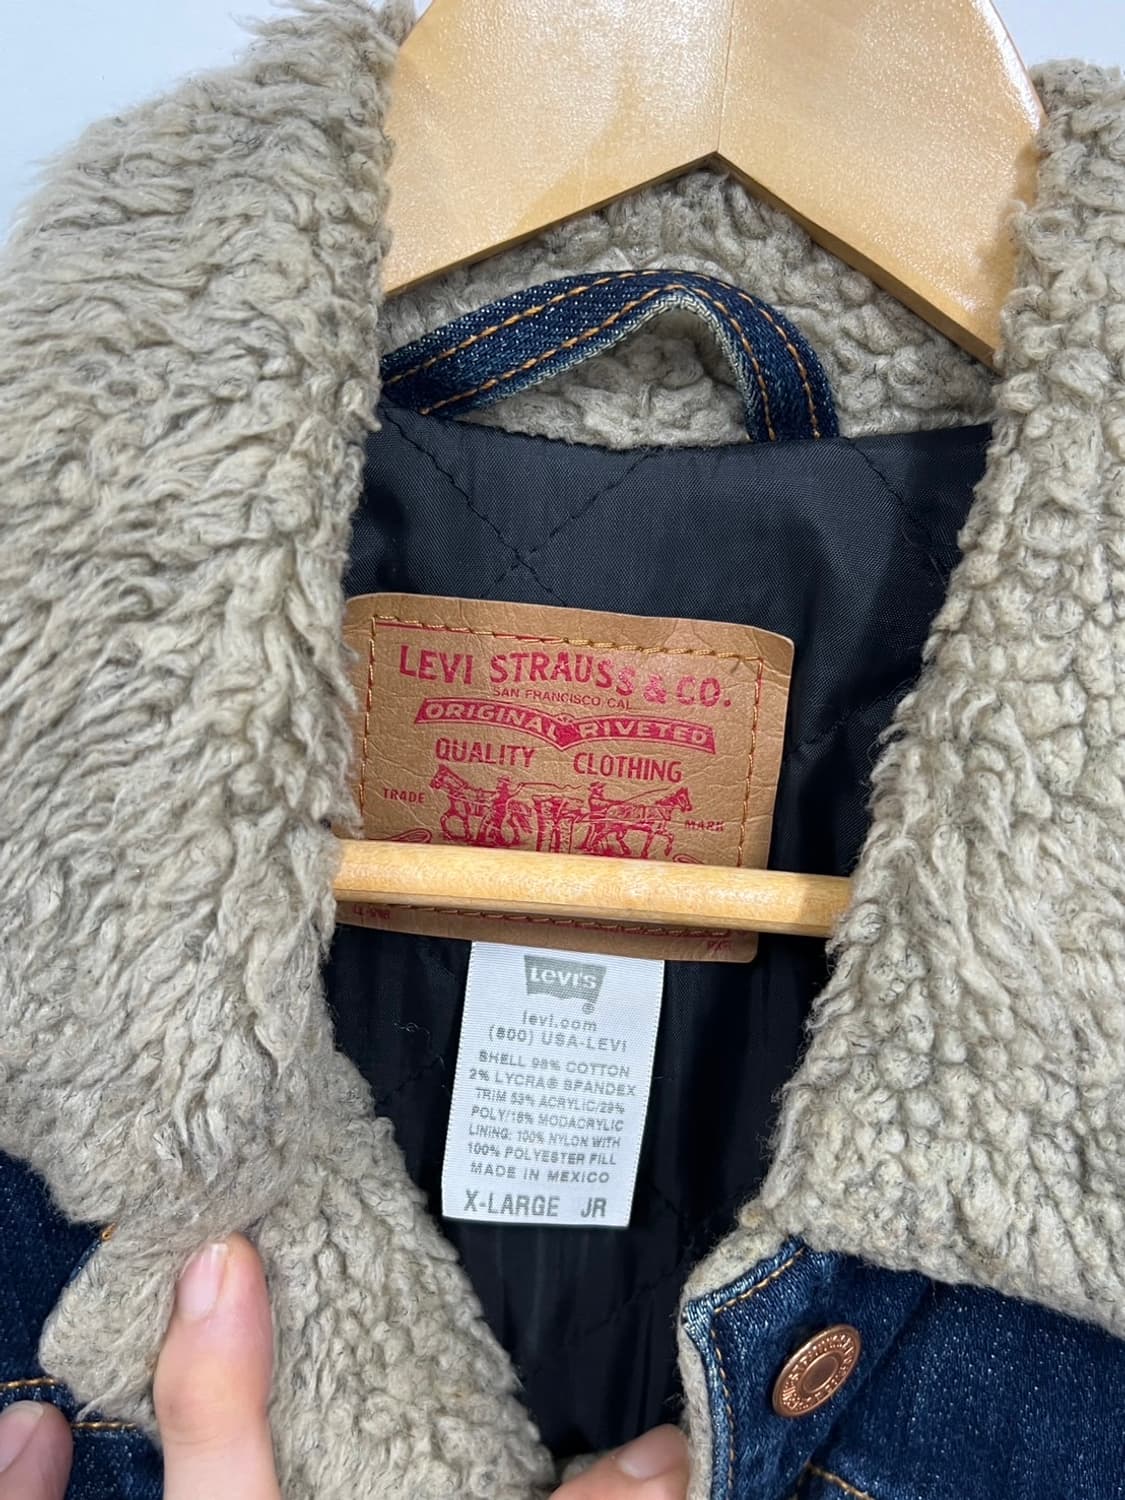 LEVI STRAUSS & CO.
SAN FRANCISCO CAL
ORIGINAL RIVETED
QUALITY CLOTHING
TRADE MARK
LEVI'S
®
levi.com
(800) USA-LEVI
SHELL 98% COTTON
2% LYCRA® SPANDEX
TRIM 53% ACRYLIC/29%
POLY/18% MODACRYLIC
LINING: 100% NYLON WITH
100% POLYESTER FILL
MADE IN MEXICO
X-LARGE JR